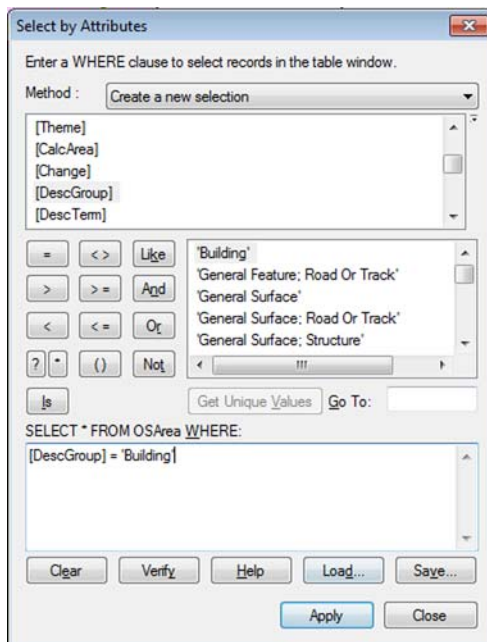 Select by Attributes
Enter a WHERE clause to select records in the table window.
Method : Create a new selection
[Theme]
[CalcArea]
[Change]
[DescGroup]
[DescTerm]
= < > Like
> > = And
< < = Or
? * () Not
Is
'Building'
'General Feature; Road Or Track'
'General Surface'
'General Surface; Road Or Track'
'General Surface; Structure'
Get Unique Values Go To:
SELECT * FROM OSArea WHERE:
[DescGroup] = 'Building'
Clear Verify Help Load... Save...
Apply Close